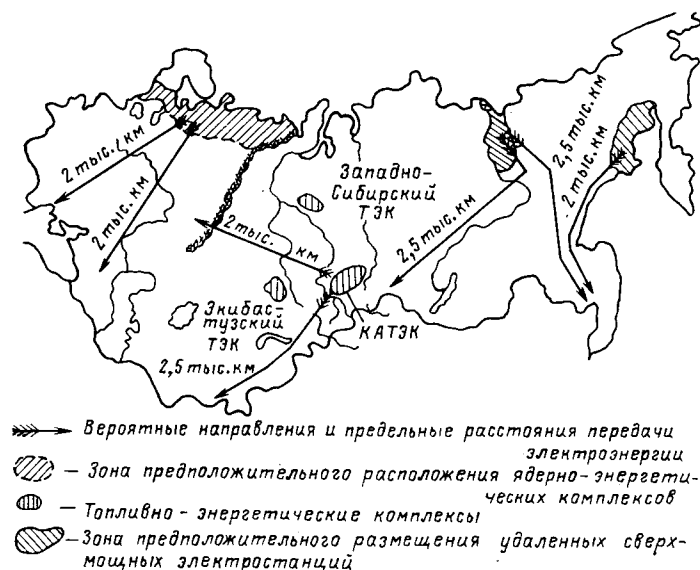 2 тыс. км
2 тыс. км
2 тыс. км
Западно-
Сибирский
ТЭК
2,5 тыс. км
2,5 тыс. км
2 тыс. км
Экибас-
тузский
ТЭК
КАТЭК
2,5 тыс. км
Вероятные направления и предельные расстояния передачи
электроэнергии
— Зона предположительного расположения ядерно-энергети-
ческих комплексов
— Топливно-энергетические комплексы
— Зона предположительного размещения удаленных сверх-
мощных электростанций